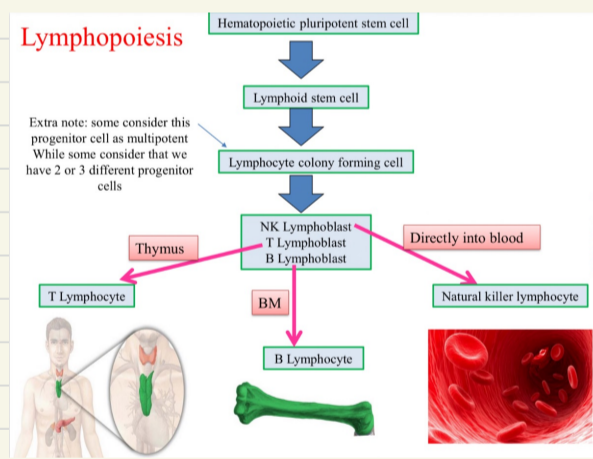 Hematopoietic pluripotent stem cell
Lymphopoiesis
Lymphoid stem cell
Extra note: some consider this
progenitor cell as multipotent
While some consider that we
have 2 or 3 different progenitor
cells
Lymphocyte colony forming cell
NK Lymphoblast
T Lymphoblast
B Lymphoblast
Thymus
Directly into blood
T Lymphocyte
BM
Natural killer lymphocyte
B Lymphocyte